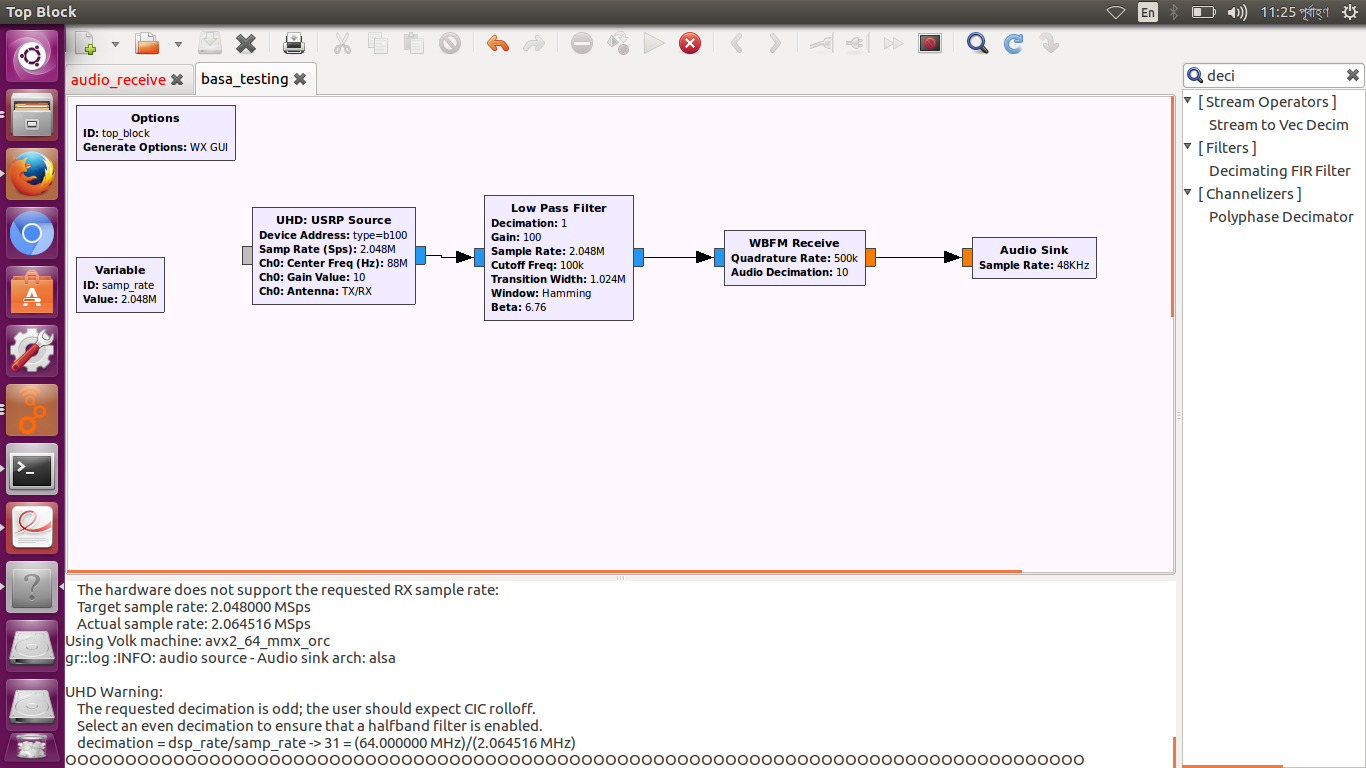 Top Block
En
11:25 পূর্বাহ্ণ
audio_receive
basa_testing
deci
Options
ID: top_block
Generate Options: WX GUI
Variable
ID: samp_rate
Value: 2.048M
UHD: USRP Source
Device Address: type=b100
Samp Rate (Sps): 2.048M
Ch0: Center Freq (Hz): 88M
Ch0: Gain Value: 10
Ch0: Antenna: TX/RX
Low Pass Filter
Decimation: 1
Gain: 100
Sample Rate: 2.048M
Cutoff Freq: 100k
Transition Width: 1.024M
Window: Hamming
Beta: 6.76
WBFM Receive
Quadrature Rate: 500k
Audio Decimation: 10
Audio Sink
Sample Rate: 48KHz
[ Stream Operators ]
Stream to Vec Decim
[ Filters ]
Decimating FIR Filter
[ Channelizers ]
Polyphase Decimator
The hardware does not support the requested RX sample rate:
Target sample rate: 2.048000 MSps
Actual sample rate: 2.064516 MSps
Using Volk machine: avx2_64_mmx_orc
gr::log :INFO: audio source - Audio sink arch: alsa
UHD Warning:
The requested decimation is odd; the user should expect CIC rolloff.
Select an even decimation to ensure that a halfband filter is enabled.
decimation = dsp_rate/samp_rate -> 31 = (64.000000 MHz)/(2.064516 MHz)
OOOOOOOOOOOOOOOOOOOOOOOOOOOOOOOOOOOOOOOOOOOOOOOOOOOOOOOOOOOOOOOOOOOOOOOOOOOOOOOOOOOOO